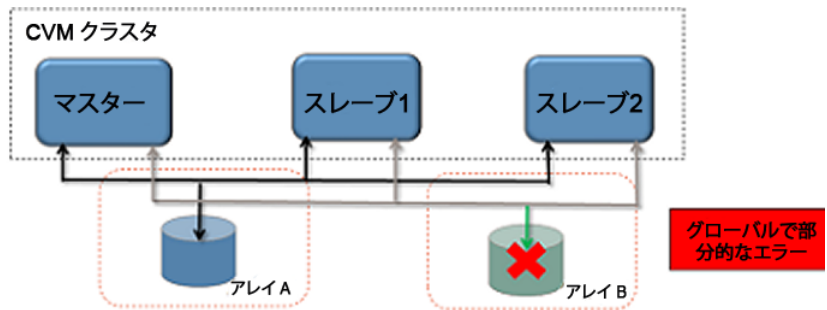 CVM クラスタ
マスター
スレーブ1
スレーブ2
アレイ A
アレイ B
グローバルで部
分的なエラー